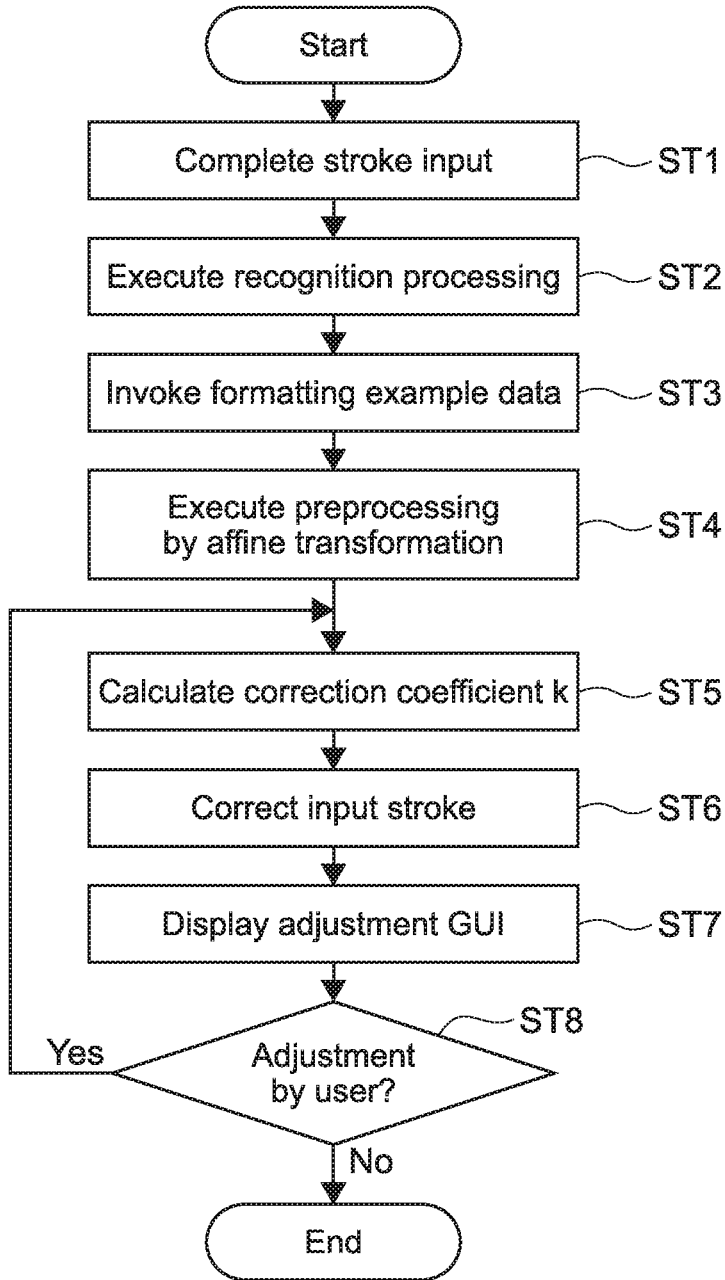 Start
Complete stroke input
ST1
Execute recognition processing
ST2
Invoke formatting example data
ST3
Execute preprocessing
by affine transformation
ST4
Calculate correction coefficient k
ST5
Correct input stroke
ST6
Display adjustment GUI
ST7
ST8
Yes
Adjustment
by user?
No
End